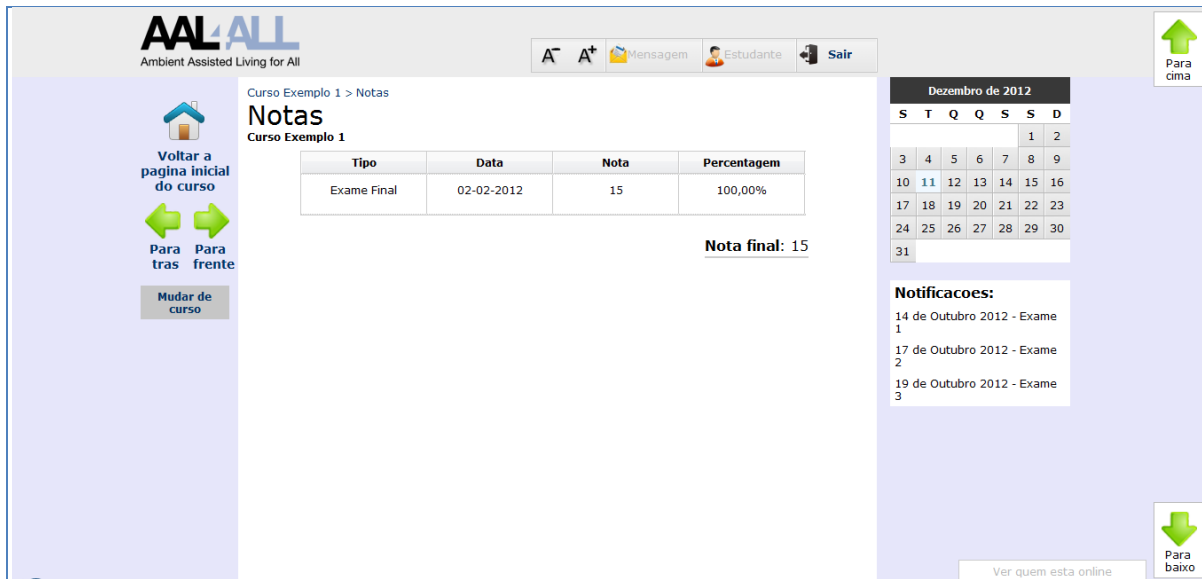 AAL4ALL
Ambient Assisted Living for All
A- A+ Mensagem Estudante Sair
Para
cima
Curso Exemplo 1 > Notas
Notas
Curso Exemplo 1
Voltar a
pagina inicial
do curso
Para Para
tras frente
Mudar de
curso
Tipo Data Nota Percentagem
Exame Final 02-02-2012 15 100,00%
Nota final: 15
Dezembro de 2012
S T Q Q S S D
1 2
3 4 5 6 7 8 9
10 11 12 13 14 15 16
17 18 19 20 21 22 23
24 25 26 27 28 29 30
31
Notificacoes:
14 de Outubro 2012 - Exame
1
17 de Outubro 2012 - Exame
2
19 de Outubro 2012 - Exame
3
Para
baixo
Ver quem esta online